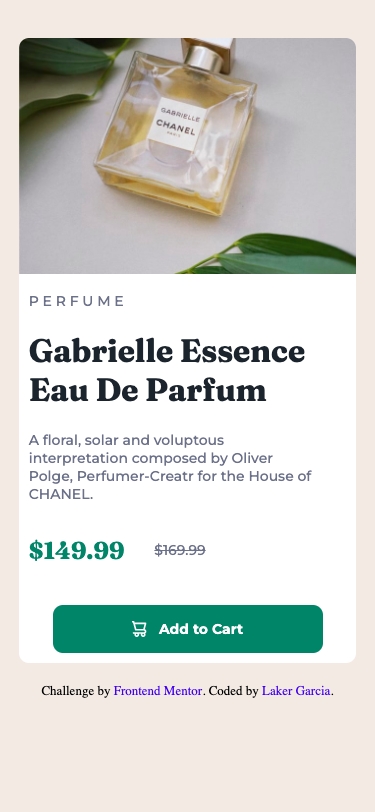 GABRIELLE
CHANEL
PARIS
PERFUME
Gabrielle Essence
Eau De Parfum
A floral, solar and voluptous
interpretation composed by Oliver
Polge, Perfumer-Creatr for the House of
CHANEL.
$149.99 $169.99
Add to Cart
Challenge by Frontend Mentor. Coded by Laker Garcia.